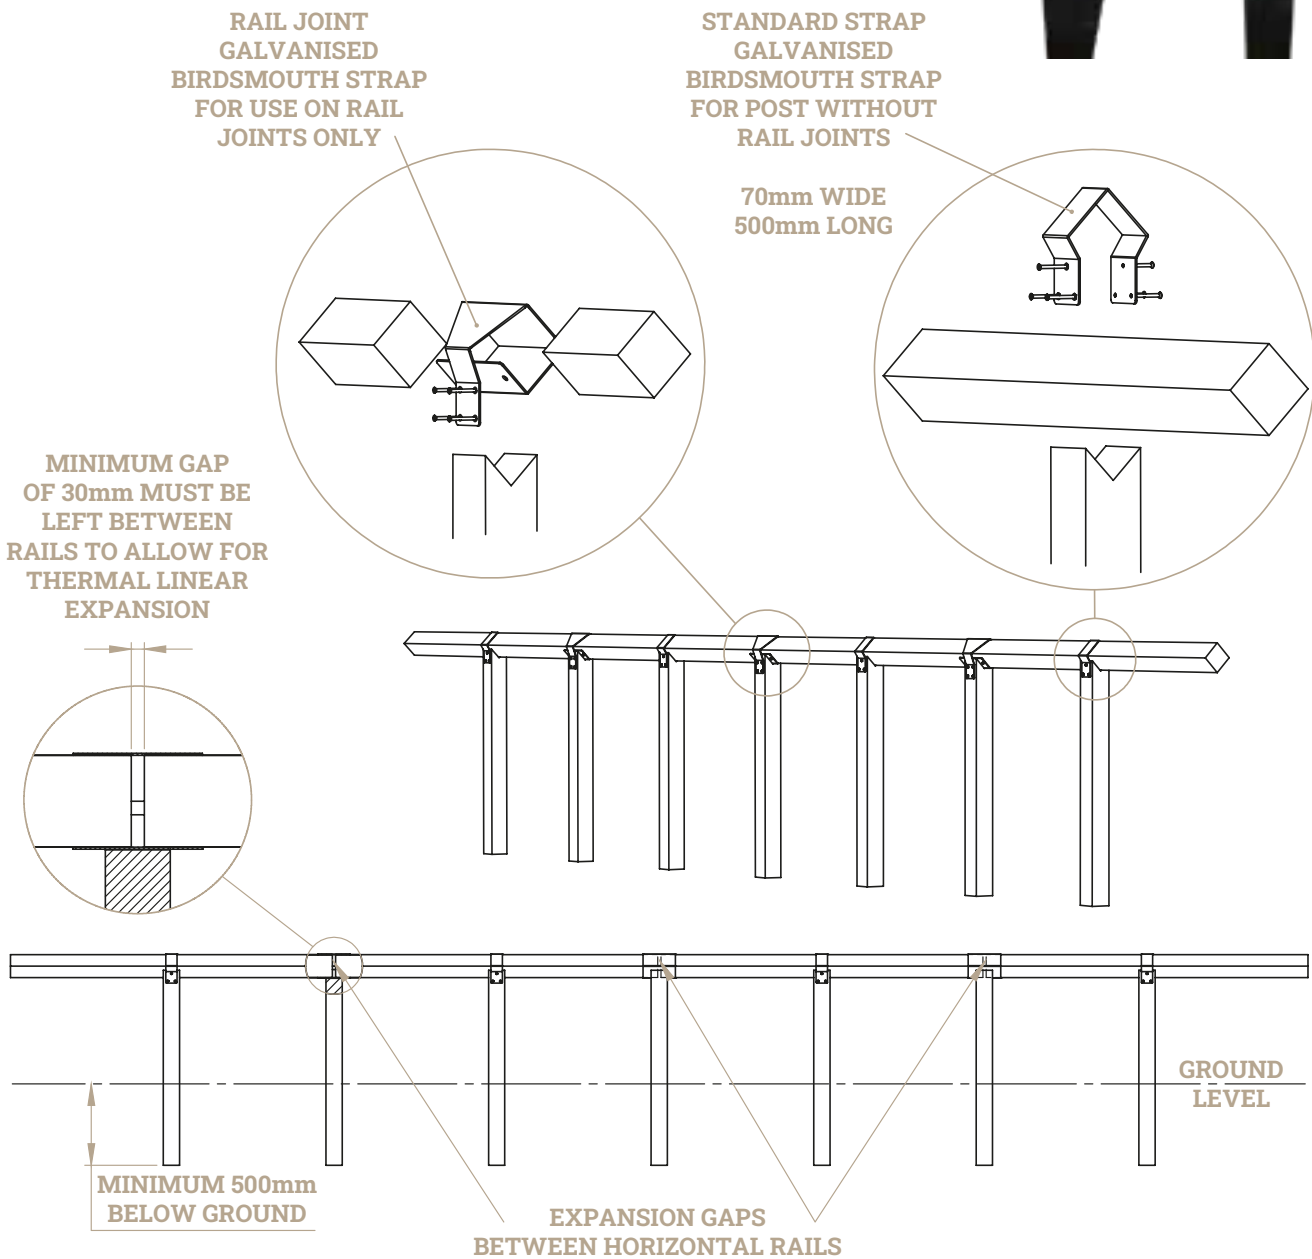 RAIL JOINT
GALVANISED
BIRDSMOUTH STRAP
FOR USE ON RAIL
JOINTS ONLY
STANDARD STRAP
GALVANISED
BIRDSMOUTH STRAP
FOR POST WITHOUT
RAIL JOINTS
70mm WIDE
500mm LONG
MINIMUM GAP
OF 30mm MUST BE
LEFT BETWEEN
RAILS TO ALLOW FOR
THERMAL LINEAR
EXPANSION
GROUND
LEVEL
MINIMUM 500mm
BELOW GROUND
EXPANSION GAPS
BETWEEN HORIZONTAL RAILS